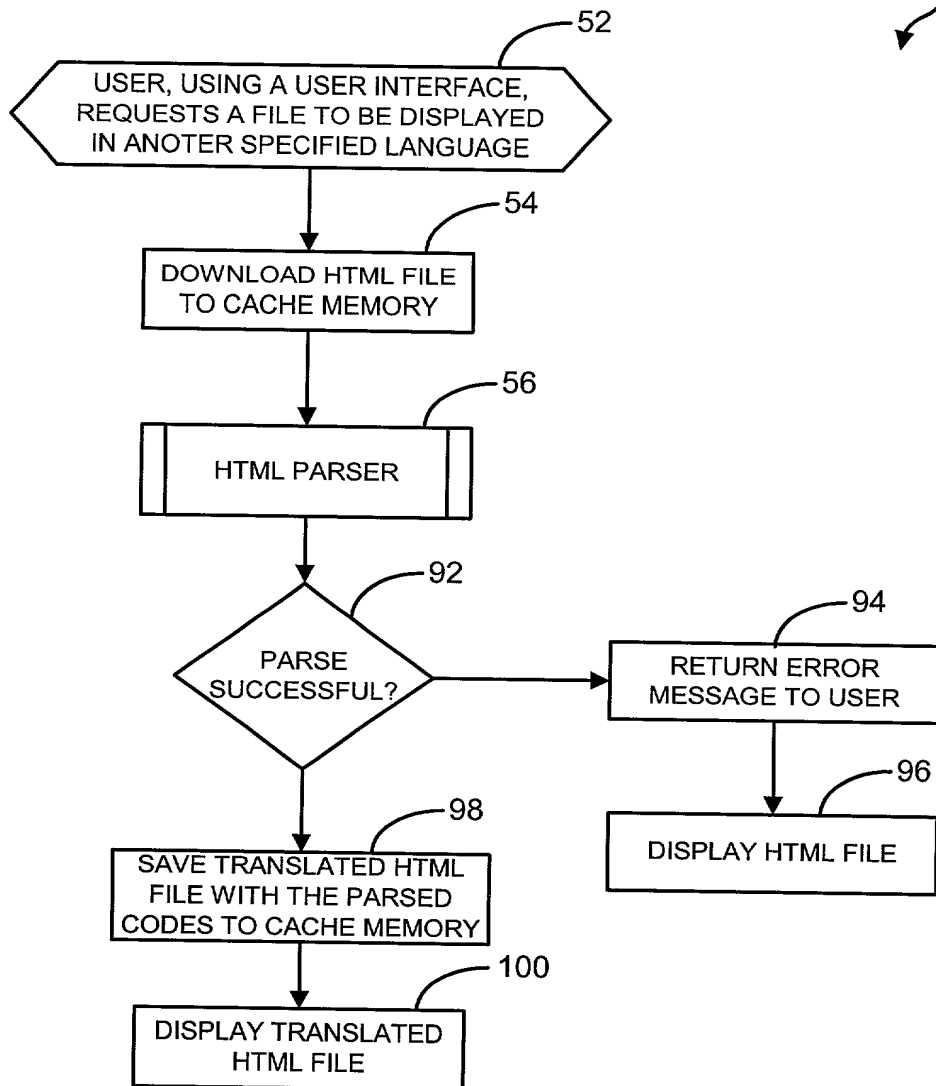 52
USER, USING A USER INTERFACE,
REQUESTS A FILE TO BE DISPLAYED
IN ANOTER SPECIFIED LANGUAGE
54
DOWNLOAD HTML FILE
TO CACHE MEMORY
56
HTML PARSER
92
PARSE
SUCCESSFUL?
94
RETURN ERROR
MESSAGE TO USER
96
DISPLAY HTML FILE
98
SAVE TRANSLATED HTML
FILE WITH THE PARSED
CODES TO CACHE MEMORY
100
DISPLAY TRANSLATED
HTML FILE